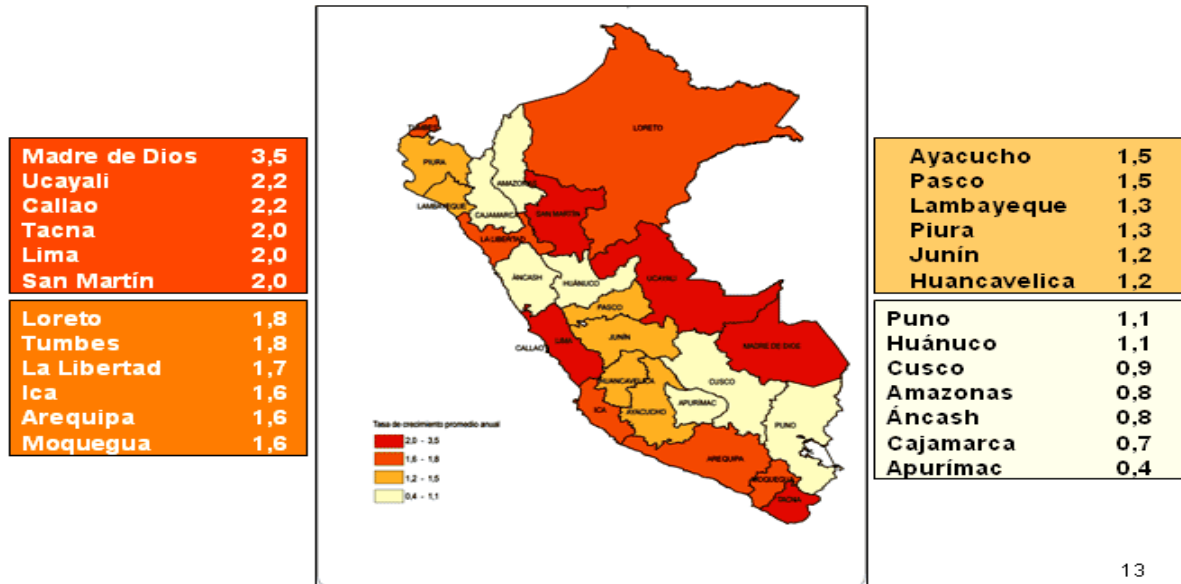 Madre de Dios 3,5
Ucayali 2,2
Callao 2,2
Tacna 2,0
Lima 2,0
San Martín 2,0
Loreto 1,8
Tumbes 1,8
La Libertad 1,7
Ica 1,6
Arequipa 1,6
Moquegua 1,6
LORETO
TUMBES
PIURA
AMAZONAS
LAMBAYEQUE
CAJAMARCA
SAN MARTIN
LA LIBERTAD
ÁNCASH
HUÁNUCO
UCAYALI
PASCO
LIMA
JUNÍN
CALLAO
MADRE DE DIOS
HUANCAVELICA
CUSCO
APURÍMAC
ICA
AYACUCHO
PUNO
AREQUIPA
MOQUEGUA
TACNA
Tasa de crecimiento promedio anual
2,0 - 3,5
1,6 - 1,8
1,2 - 1,5
0,4 - 1,1
Ayacucho 1,5
Pasco 1,5
Lambayeque 1,3
Piura 1,3
Junín 1,2
Huancavelica 1,2
Puno 1,1
Huánuco 1,1
Cusco 0,9
Amazonas 0,8
Áncash 0,8
Cajamarca 0,7
Apurímac 0,4
13